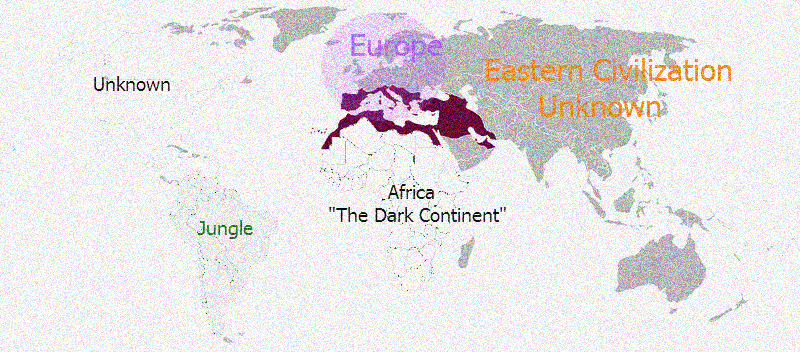 Europe
Eastern Civilization
Unknown
Unknown
Africa
"The Dark Continent"
Jungle